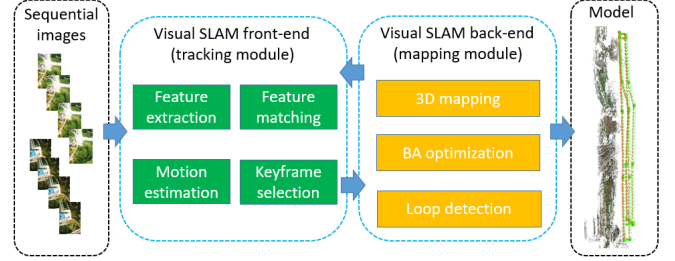 Sequential
images
Visual SLAM front-end
(tracking module)
Feature
extraction
Feature
matching
Motion
estimation
Keyframe
selection
Visual SLAM back-end
(mapping module)
3D mapping
BA optimization
Loop detection
Model